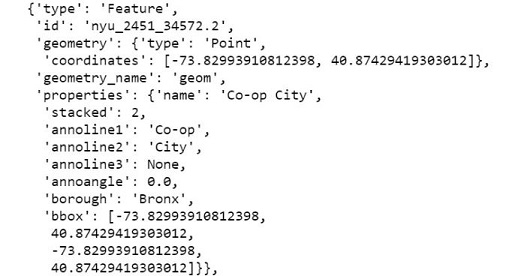 {'type': 'Feature',
'id': 'nyu_2451_34572.2',
'geometry': {'type': 'Point',
'coordinates': [-73.82993910812398, 40.87429419303012]},
'geometry_name': 'geom',
'properties': {'name': 'Co-op City',
'stacked': 2,
'annoline1': 'Co-op',
'annoline2': 'City',
'annoline3': None,
'annoangle': 0.0,
'borough': 'Bronx',
'bbox': [-73.82993910812398,
40.87429419303012,
-73.82993910812398,
40.87429419303012]}},